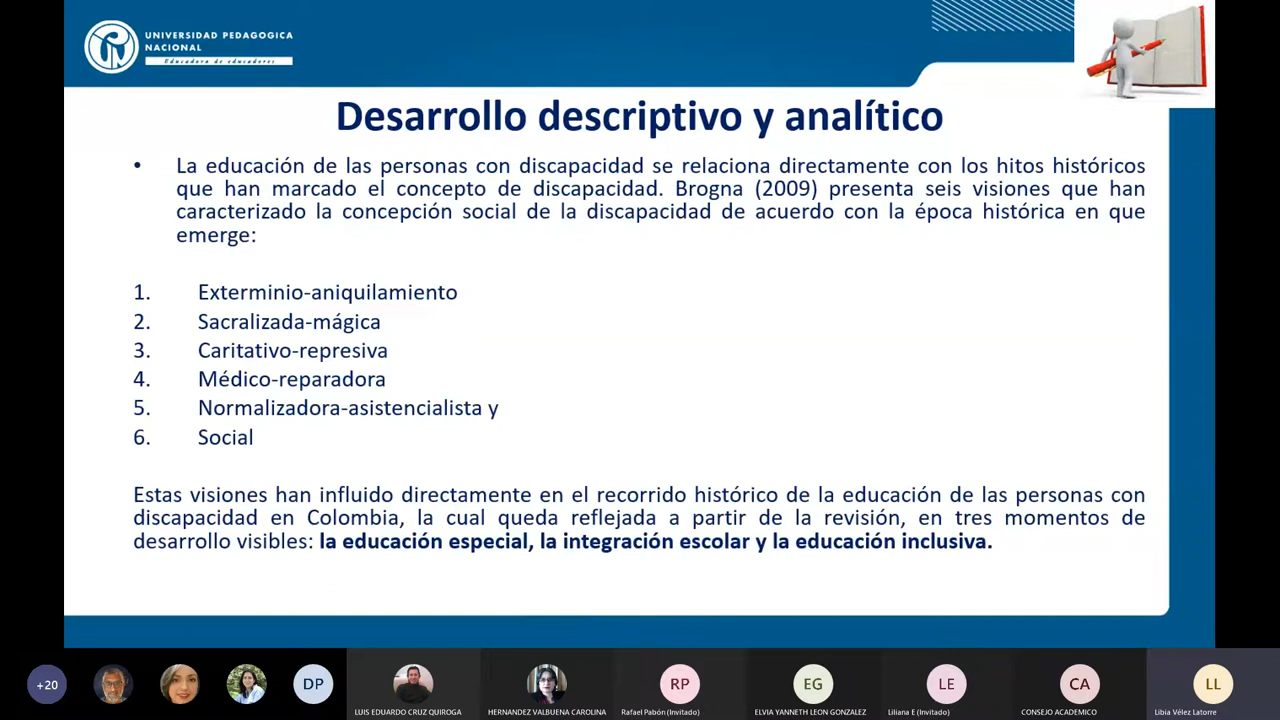 UNIVERSIDAD PEDAGOGICA
NACIONAL
Educadora de educadores
Desarrollo descriptivo y analítico
• La educación de las personas con discapacidad se relaciona directamente con los hitos históricos
que han marcado el concepto de discapacidad. Brogna (2009) presenta seis visiones que han
caracterizado la concepción social de la discapacidad de acuerdo con la época histórica en que
emerge:
1. Exterminio-aniquilamiento
2. Sacralizada-mágica
3. Caritativo-represiva
4. Médico-reparadora
5. Normalizadora-asistencialista y
6. Social
Estas visiones han influido directamente en el recorrido histórico de la educación de las personas con
discapacidad en Colombia, la cual queda reflejada a partir de la revisión, en tres momentos de
desarrollo visibles: la educación especial, la integración escolar y la educación inclusiva.
+20
DP
RP
EG
LE
CA
LL
LUIS EDUARDO CRUZ QUIROGA
HERNANDEZ VALBUENA CAROLINA
Rafael Pabón (Invitado)
ELVIA YANNETH LEON GONZALEZ
Liliana E (Invitado)
CONSEJO ACADEMICO
Libia Vélez Latorre